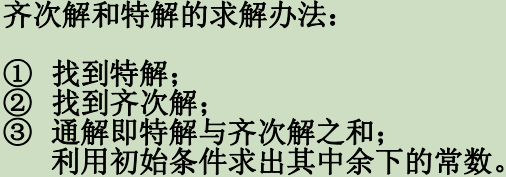 齐次解和特解的求解办法：
① 找到特解；
② 找到齐次解；
③ 通解即特解与齐次解之和；
利用初始条件求出其中余下的常数。